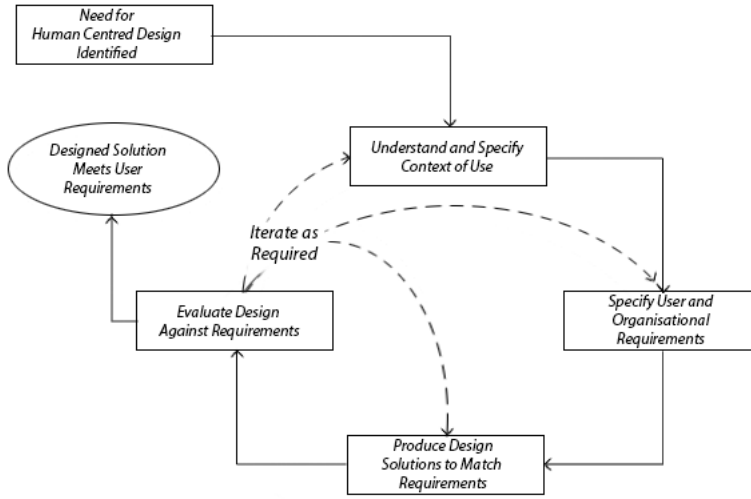 Need for
Human Centred Design
Identified
Understand and Specify
Context of Use
Designed Solution
Meets User
Requirements
Iterate as
Required
Evaluate Design
Against Requirements
Specify User and
Organisational
Requirements
Produce Design
Solutions to Match
Requirements